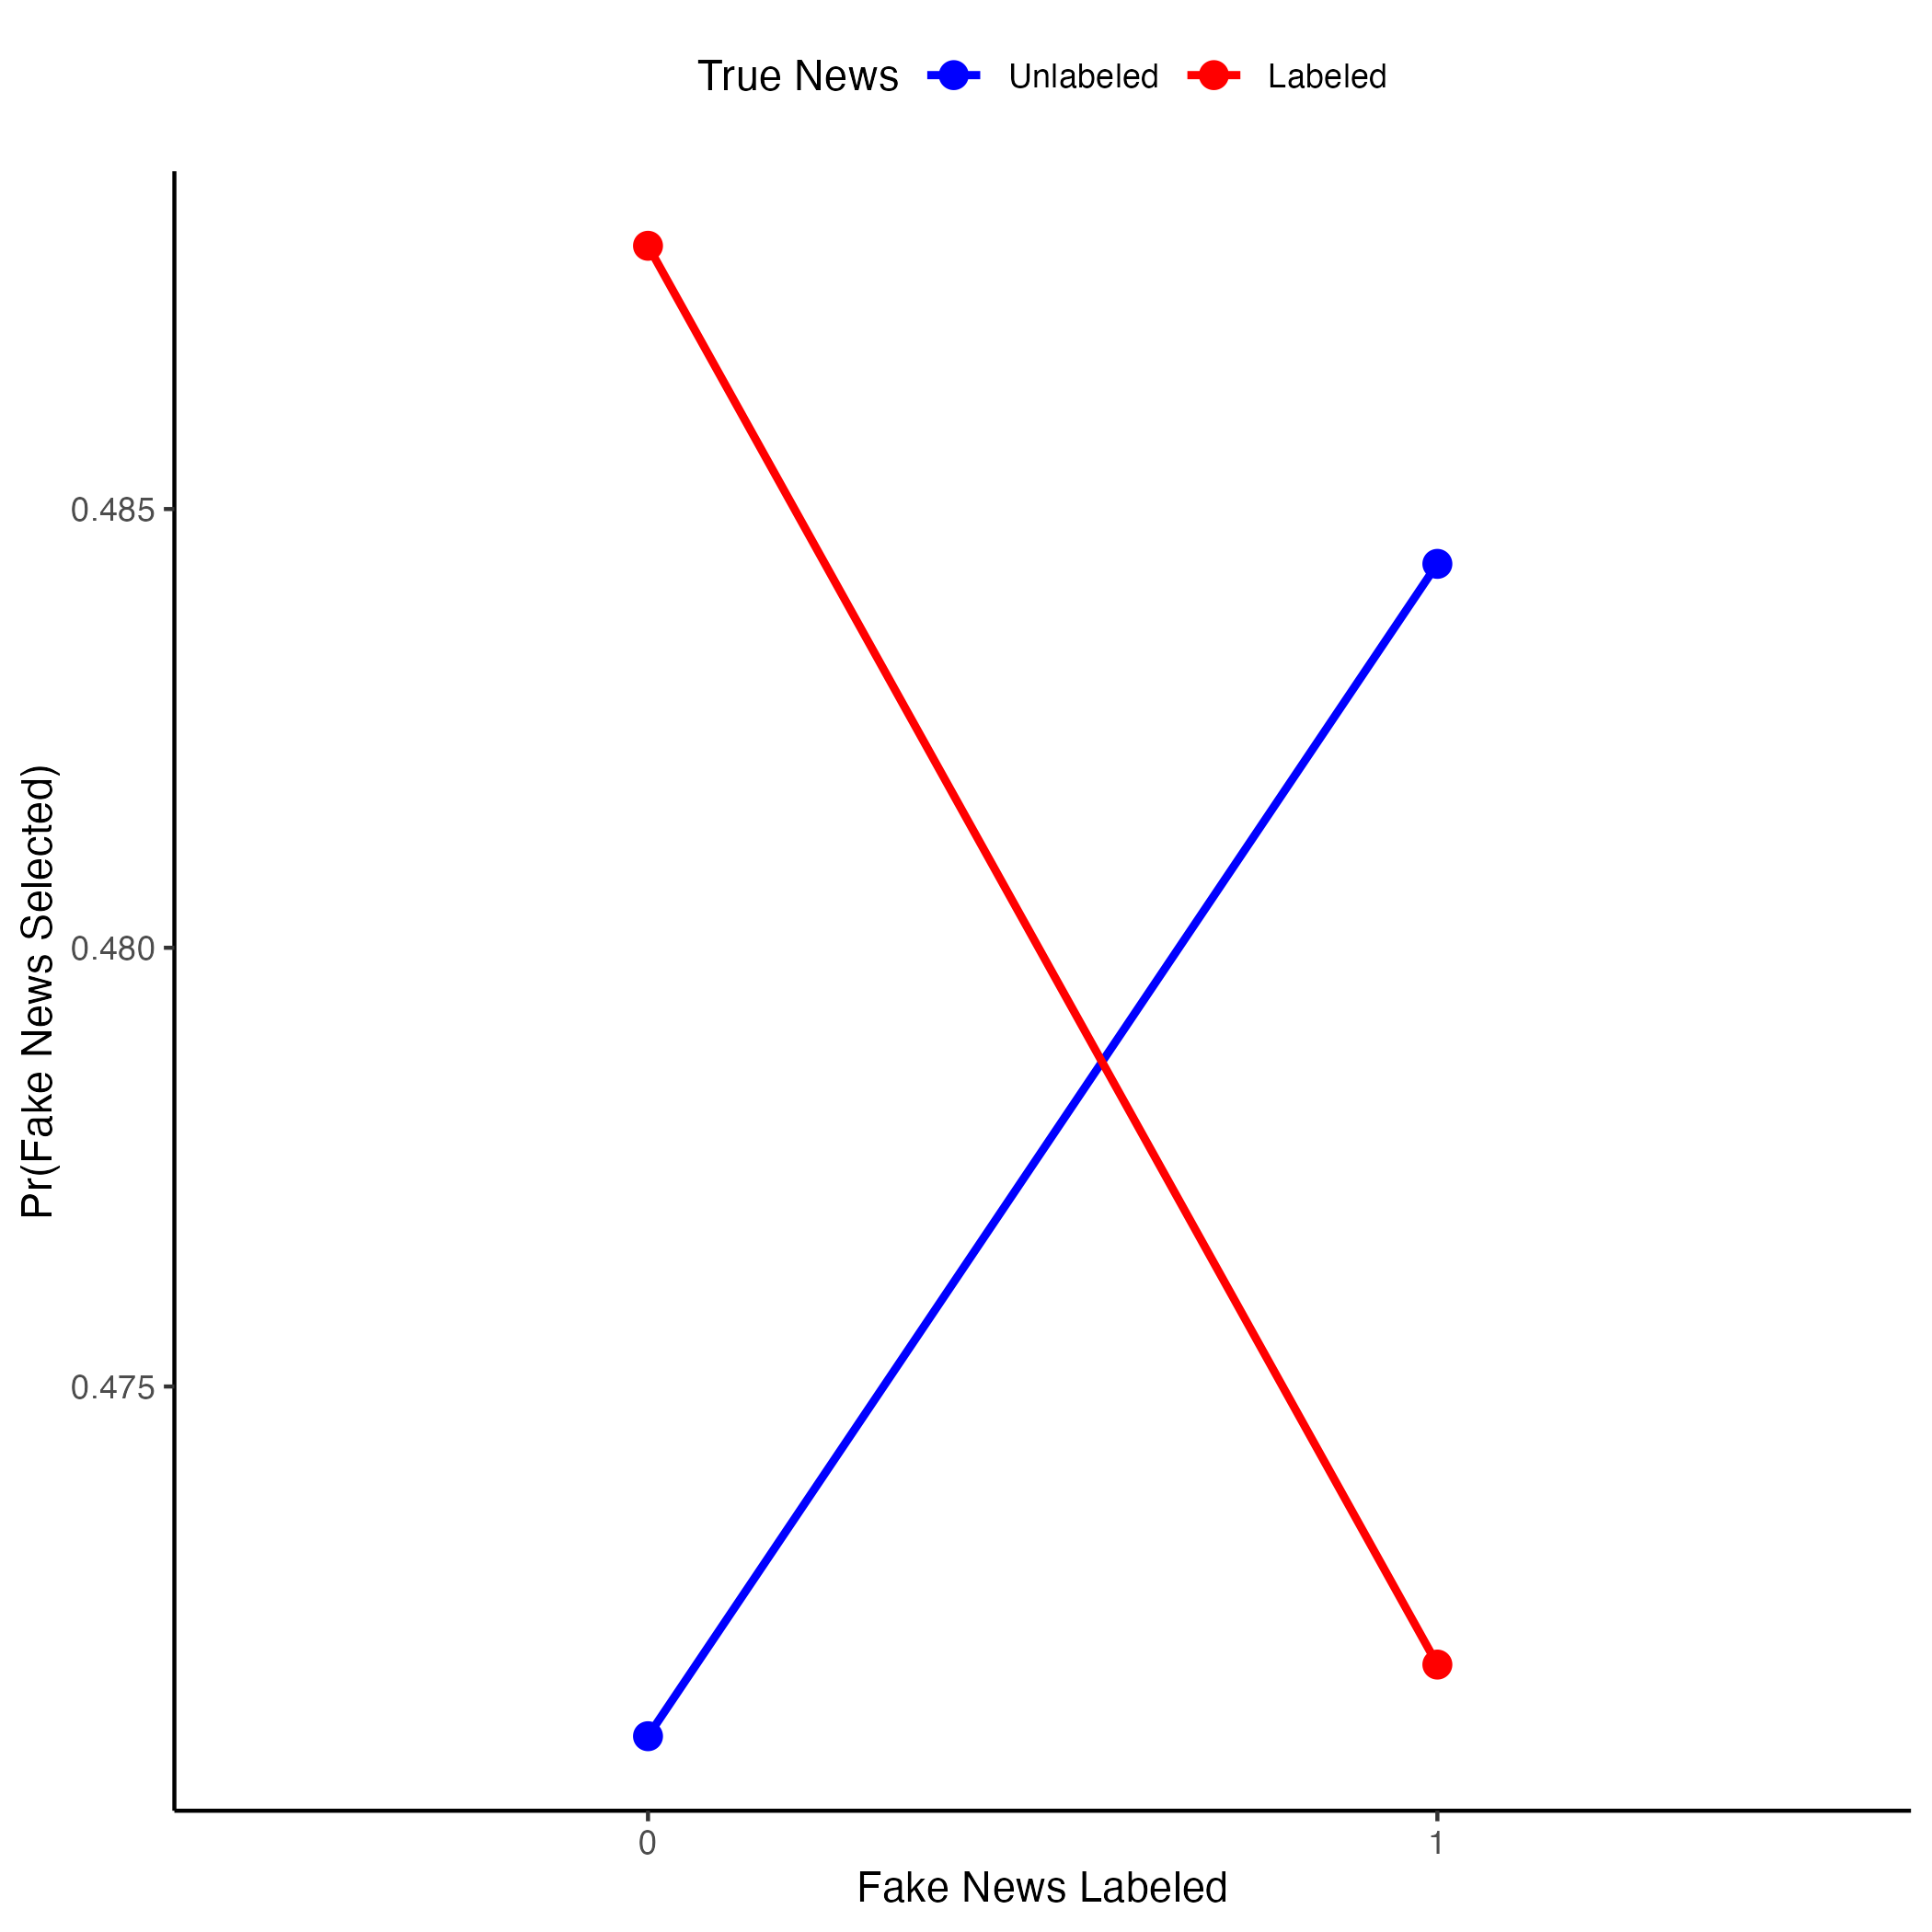 True News Unlabeled Labeled
Pr(Fake News Selected)
0.485
0.480
0.475
0 1
Fake News Labeled